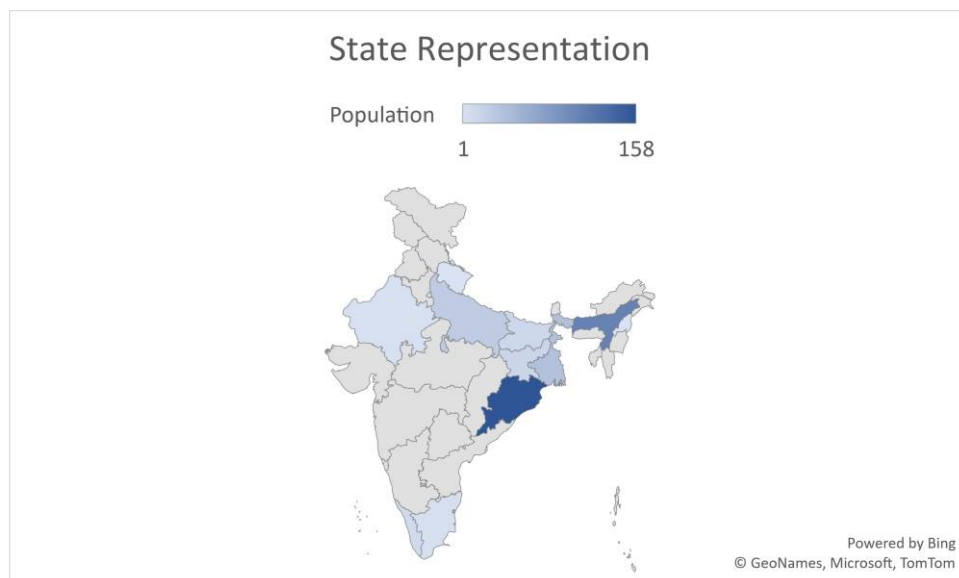 State Representation
Population
1 158
Powered by Bing
© GeoNames, Microsoft, TomTom